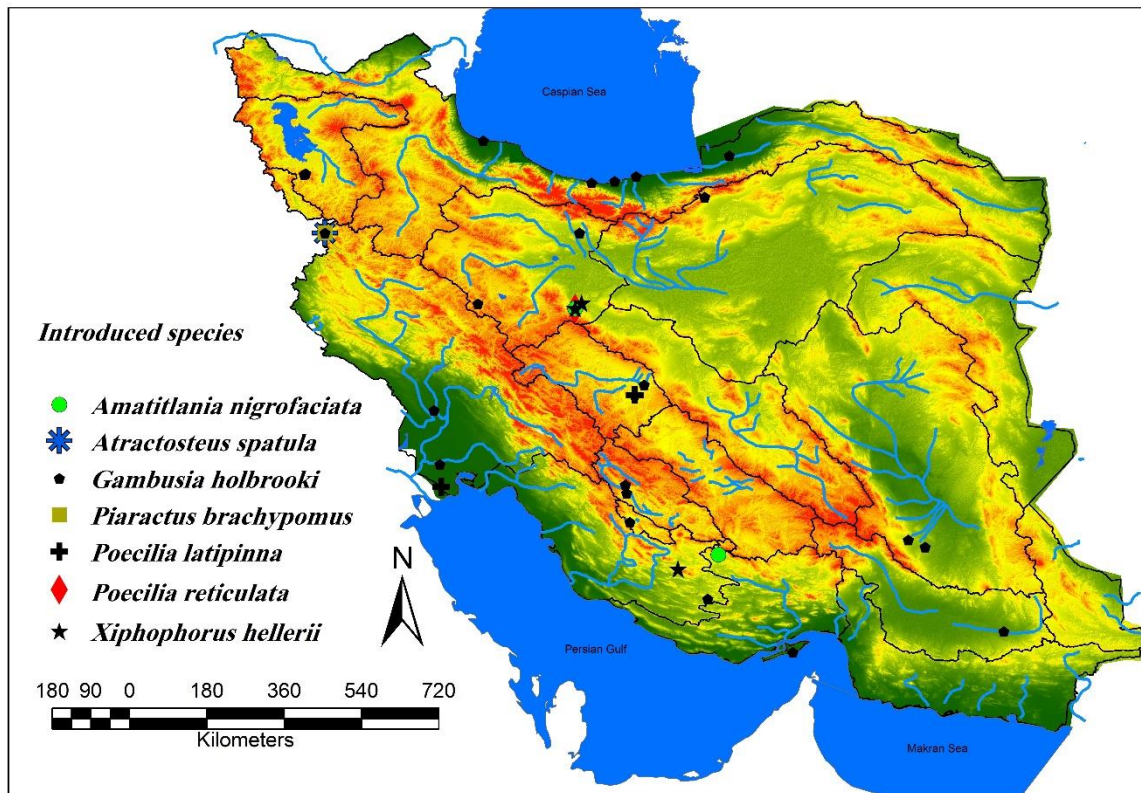 Caspian Sea
Introduced species
Amatitlania nigrofaciata
Atractosteus spatula
Gambusia holbrooki
Piaractus brachypomus
Poecilia latipinna
Poecilia reticulata
Xiphophorus hellerii
N
Persian Gulf
180 90 0 180 360 540 720
Kilometers
Makran Sea